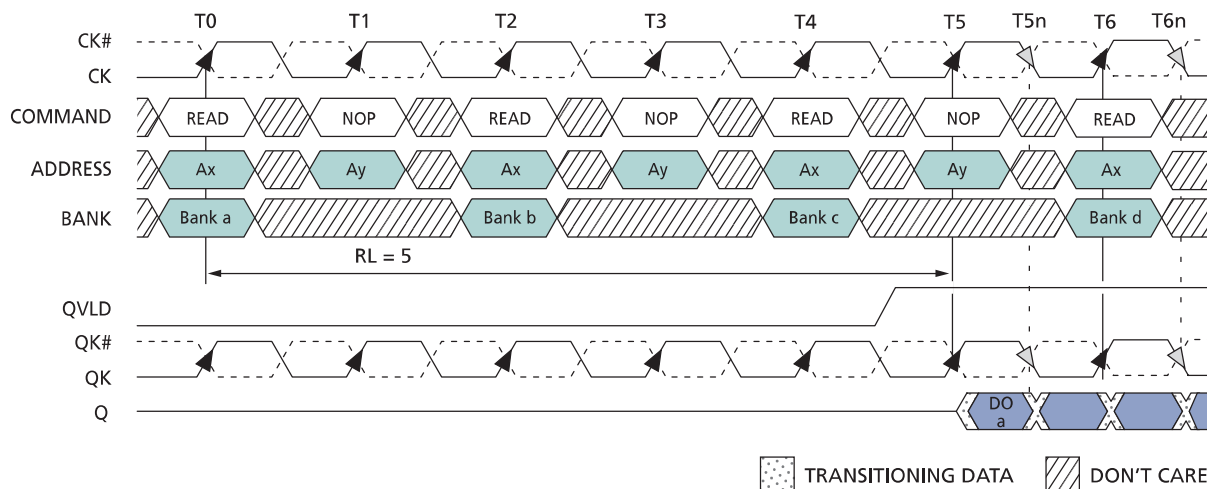 T0 T1 T2 T3 T4 T5 T5n T6 T6n
CK#
CK
COMMAND READ NOP READ NOP READ NOP READ
ADDRESS Ax Ay Ax Ay Ax Ay Ax
BANK Bank a Bank b Bank c Bank d
RL = 5
QVLD
QK#
QK
Q DO
a
TRANSITIONING DATA DON'T CARE